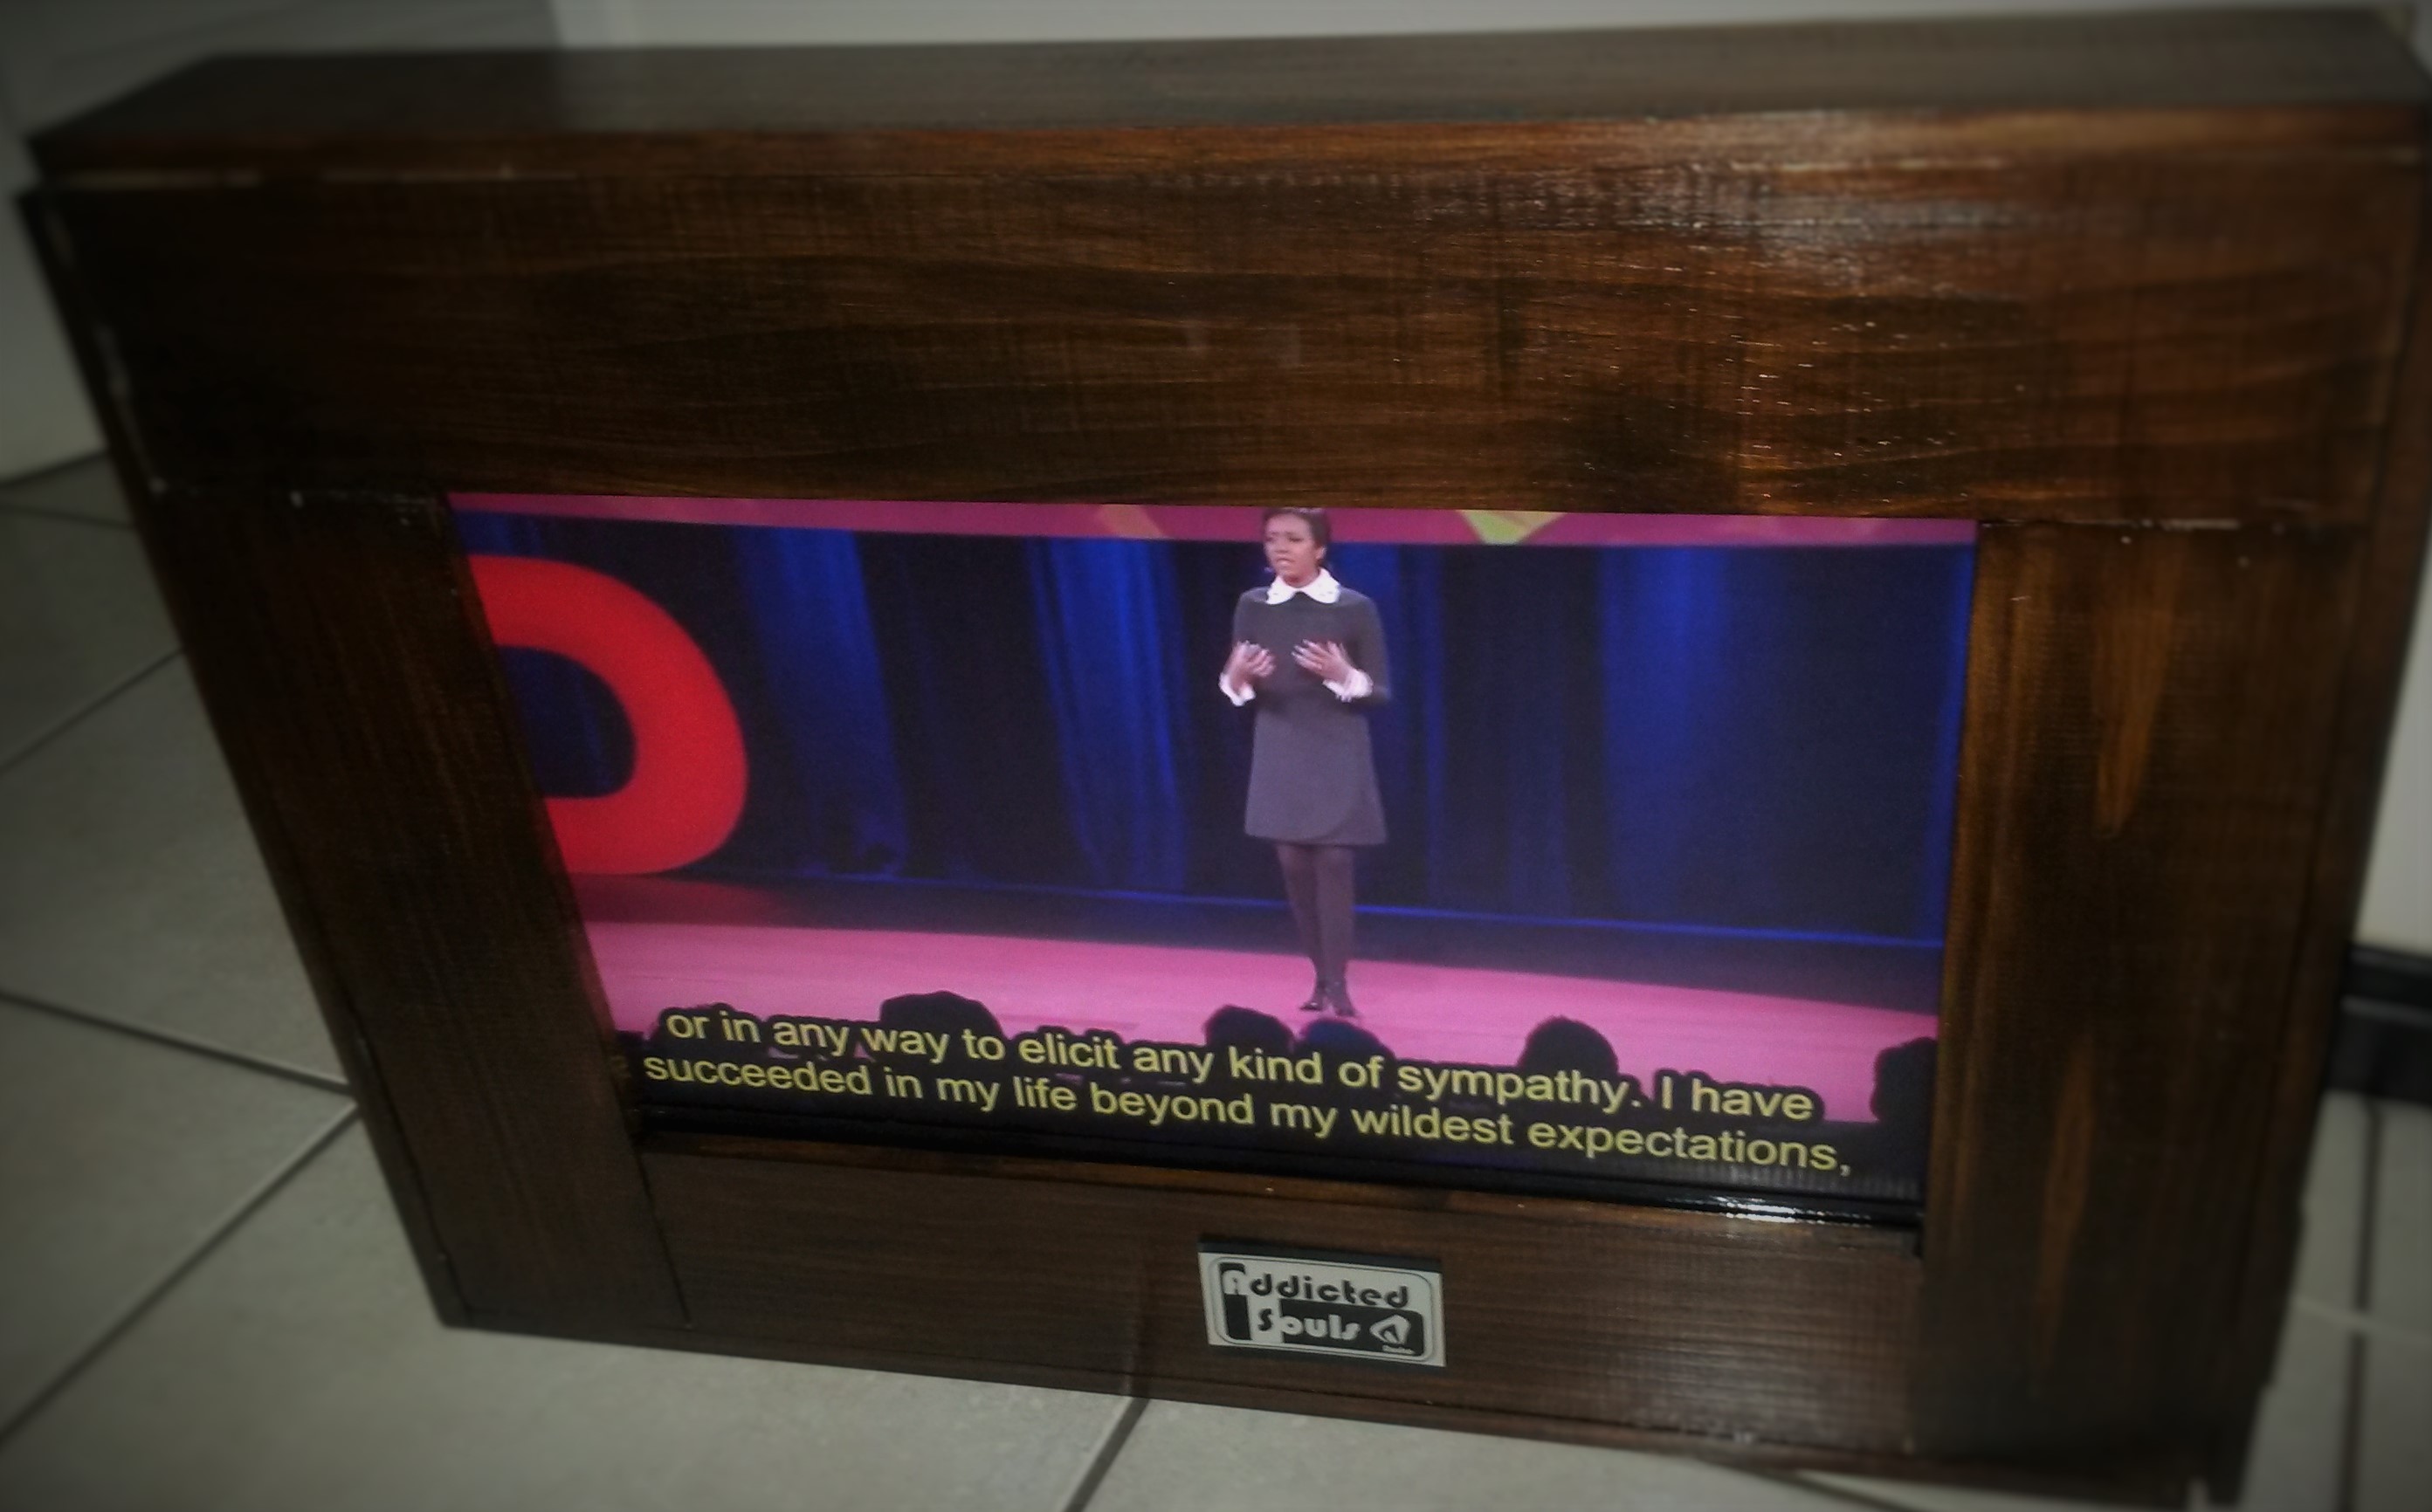 or in any way to elicit any kind of sympathy. I have
succeeded in my life beyond my wildest expectations,
Addicted
Souls